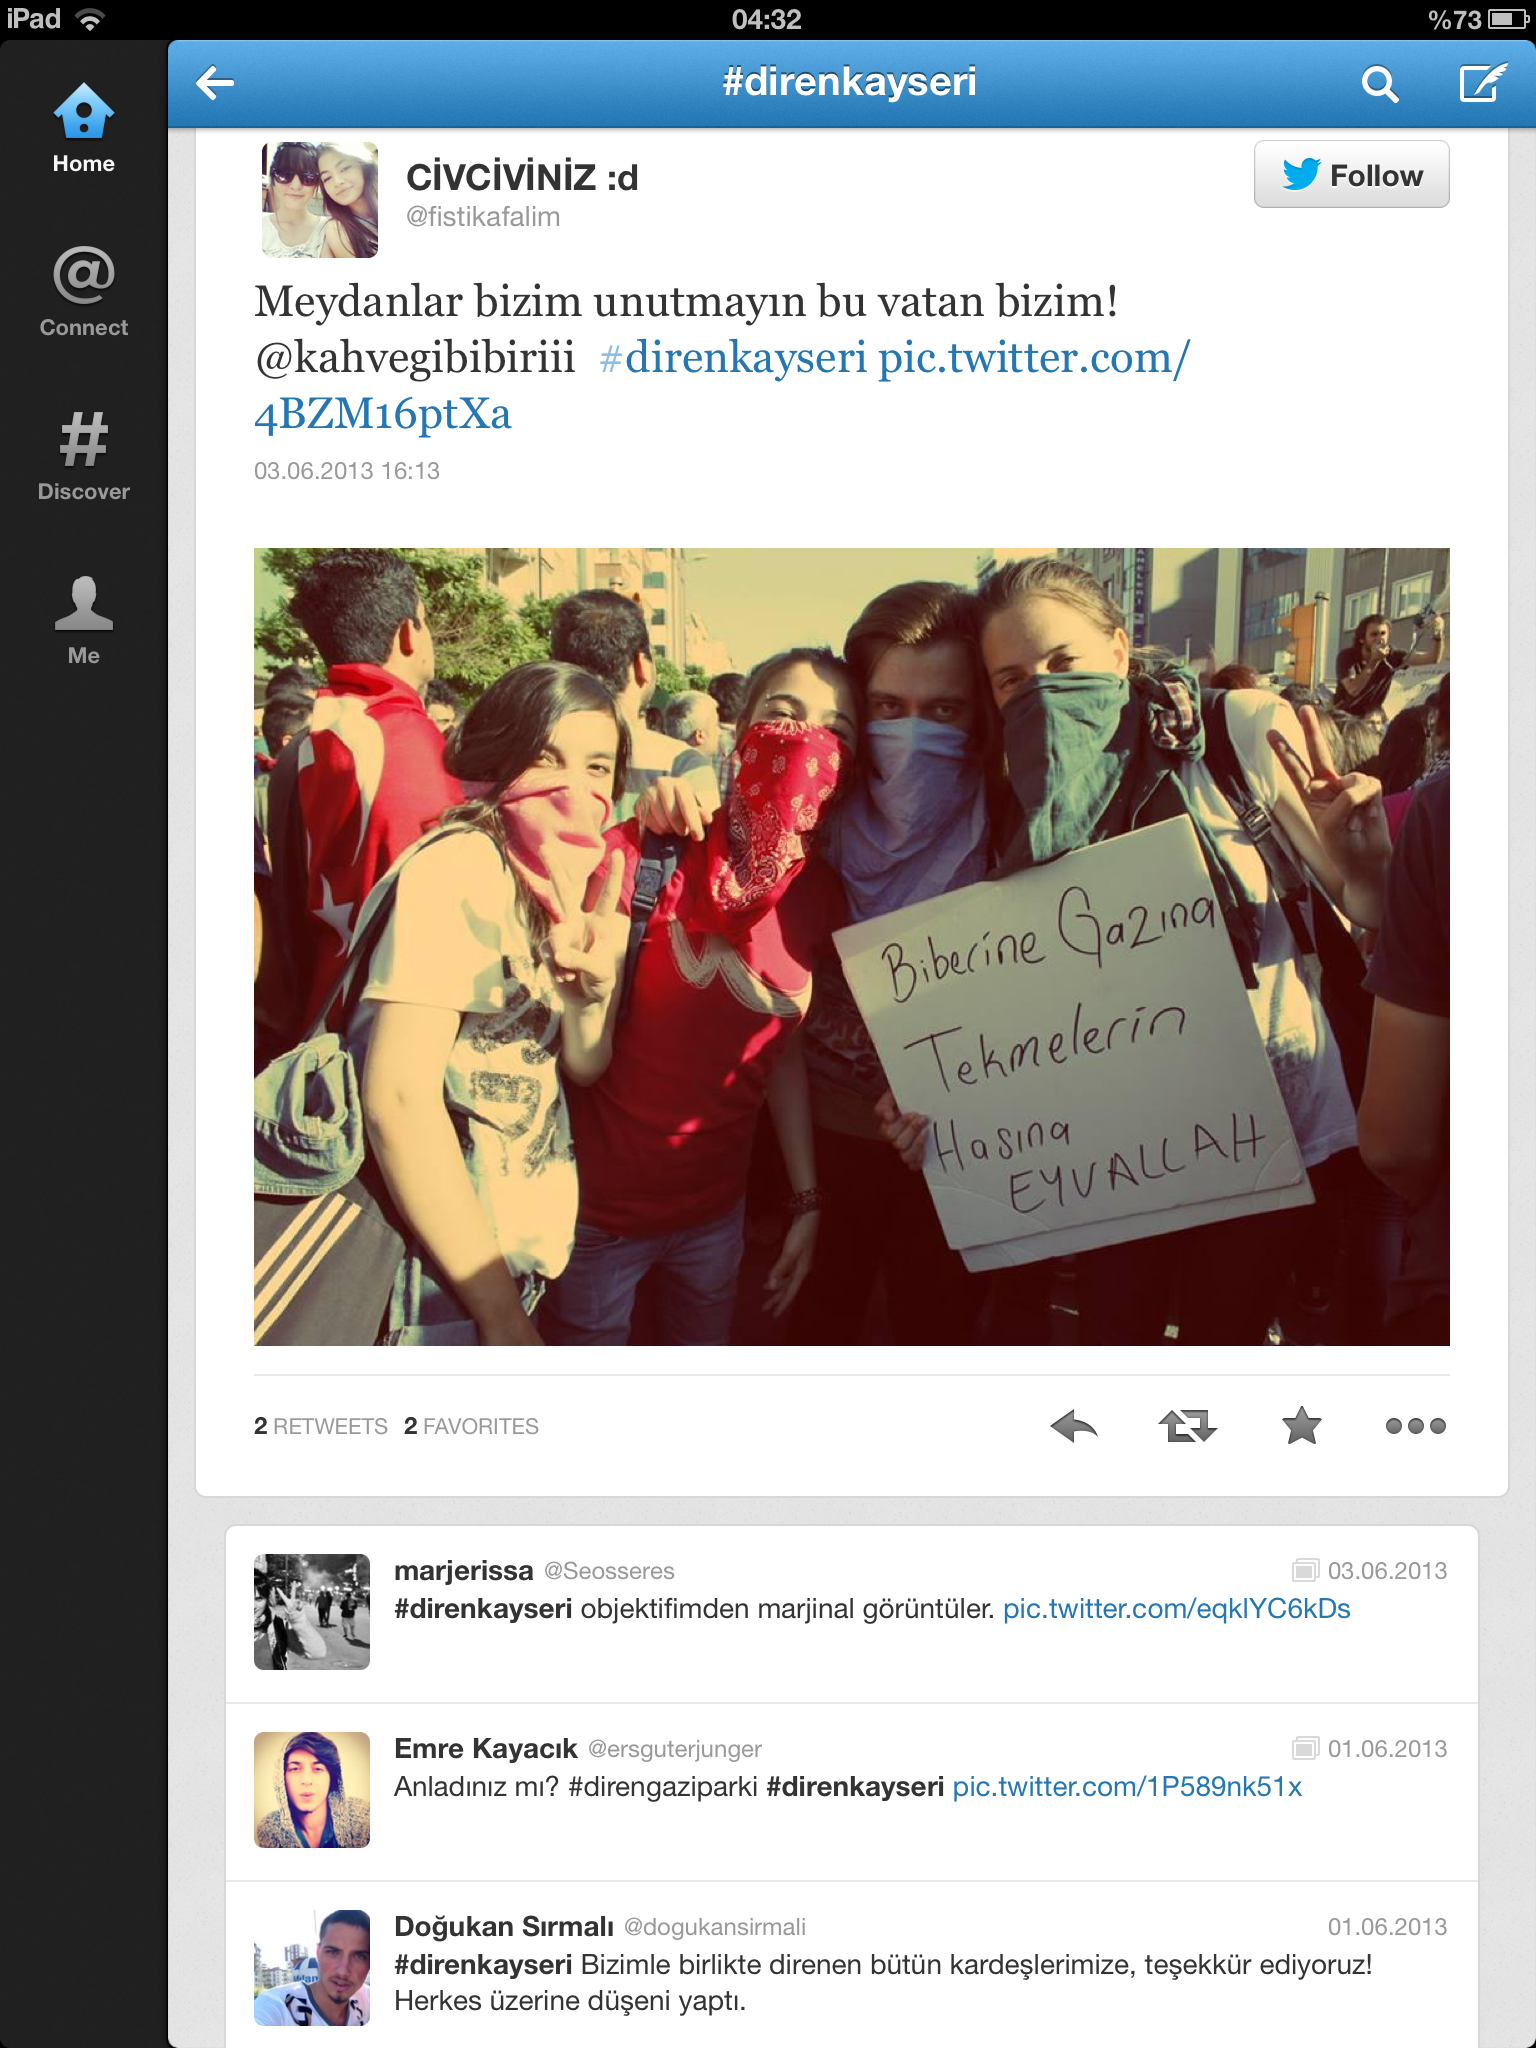 iPad 04:32 %73
#direnkayseri
Home
Connect
Discover
Me
CİVCİVİNİZ :d
@fistikafalim
Follow
Meydanlar bizim unutmayın bu vatan bizim!
@kahvegibibiriii #direnkayseri pic.twitter.com/
4BZM16ptXa
03.06.2013 16:13
Biberine Gazına
Tekmelerin
Hasına
EYVALLAH
2 RETWEETS 2 FAVORITES
marjerissa @Seosseres 03.06.2013
#direnkayseri objektifimden marjinal görüntüler. pic.twitter.com/eqklYC6kDs
Emre Kayacık @ersguterjunger 01.06.2013
Anladınız mı? #direngaziparki #direnkayseri pic.twitter.com/1P589nk51x
Doğukan Sırmalı @dogukansirmali 01.06.2013
#direnkayseri Bizimle birlikte direnen bütün kardeşlerimize, teşekkür ediyoruz!
Herkes üzerine düşeni yaptı.